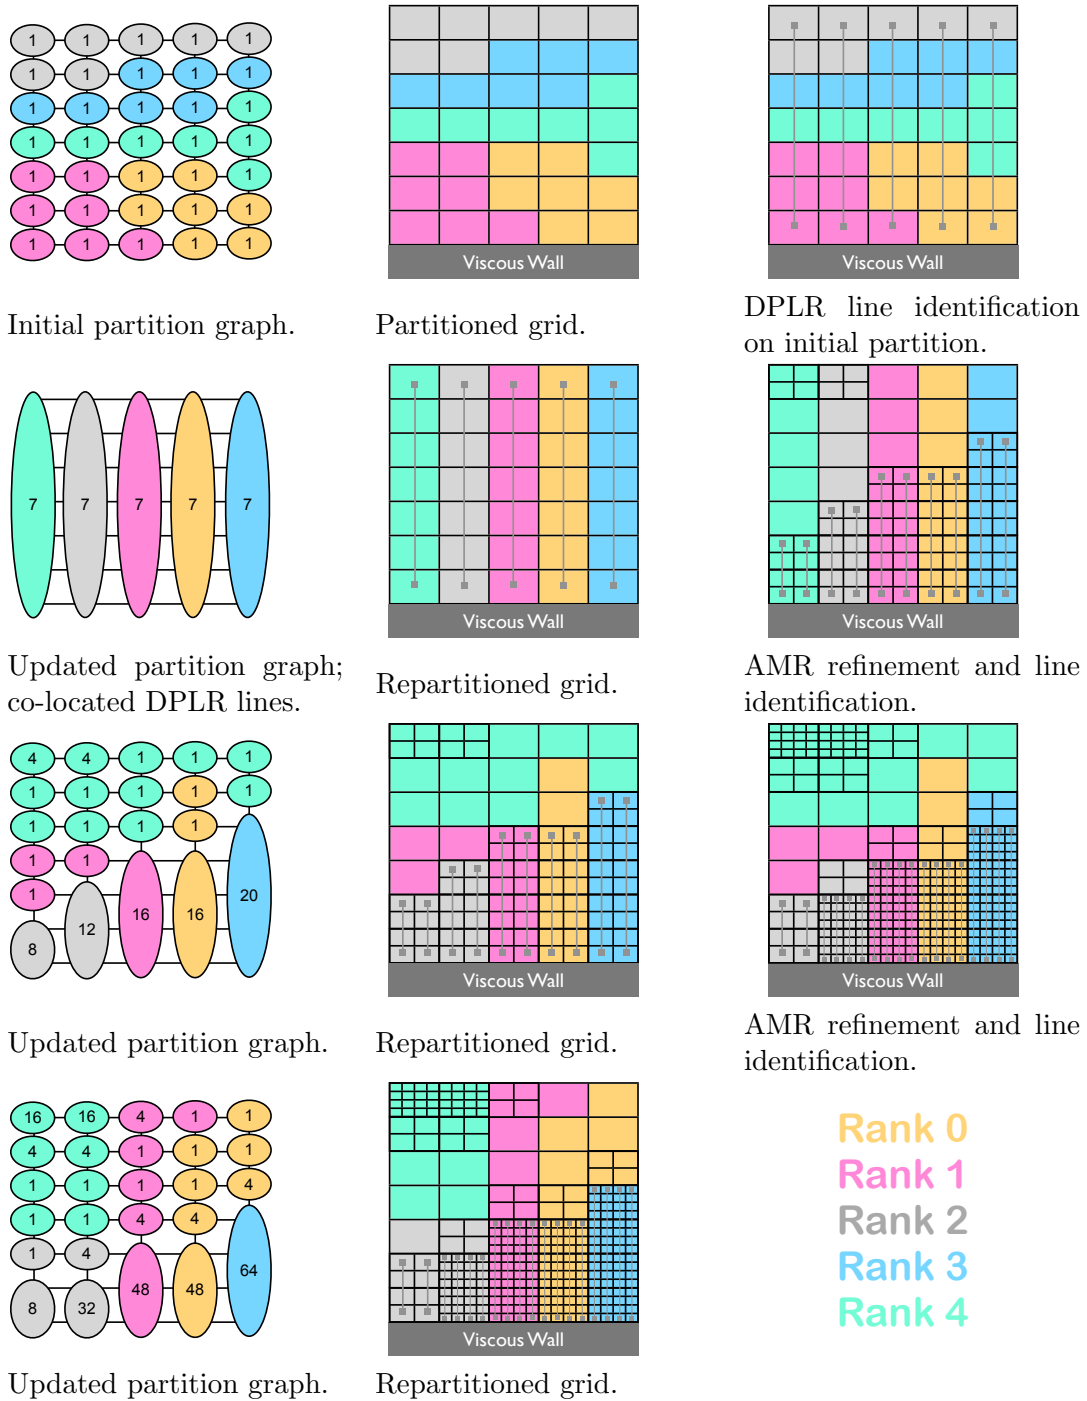 1 1 1 1 1
1 1 1 1 1
1 1 1 1 1
1 1 1 1 1
1 1 1 1 1
1 1 1 1 1
1 1 1 1 1
Viscous Wall
Viscous Wall
Initial partition graph.
Partitioned grid.
DPLR line identification
on initial partition.
7 7 7 7 7
Viscous Wall
Viscous Wall
Updated partition graph;
co-located DPLR lines.
Repartitioned grid.
AMR refinement and line
identification.
4 4 1 1 1
1 1 1 1 1
1 1 1 1
1 1
1
8 12 16 16 20
Viscous Wall
Viscous Wall
Updated partition graph.
Repartitioned grid.
AMR refinement and line
identification.
16 16 4 1 1
4 4 1 1 1
1 1 1 1 4
1 1 4 4
1 4
8 32 48 48 64
Viscous Wall
Rank 0
Rank 1
Rank 2
Rank 3
Rank 4
Updated partition graph.
Repartitioned grid.